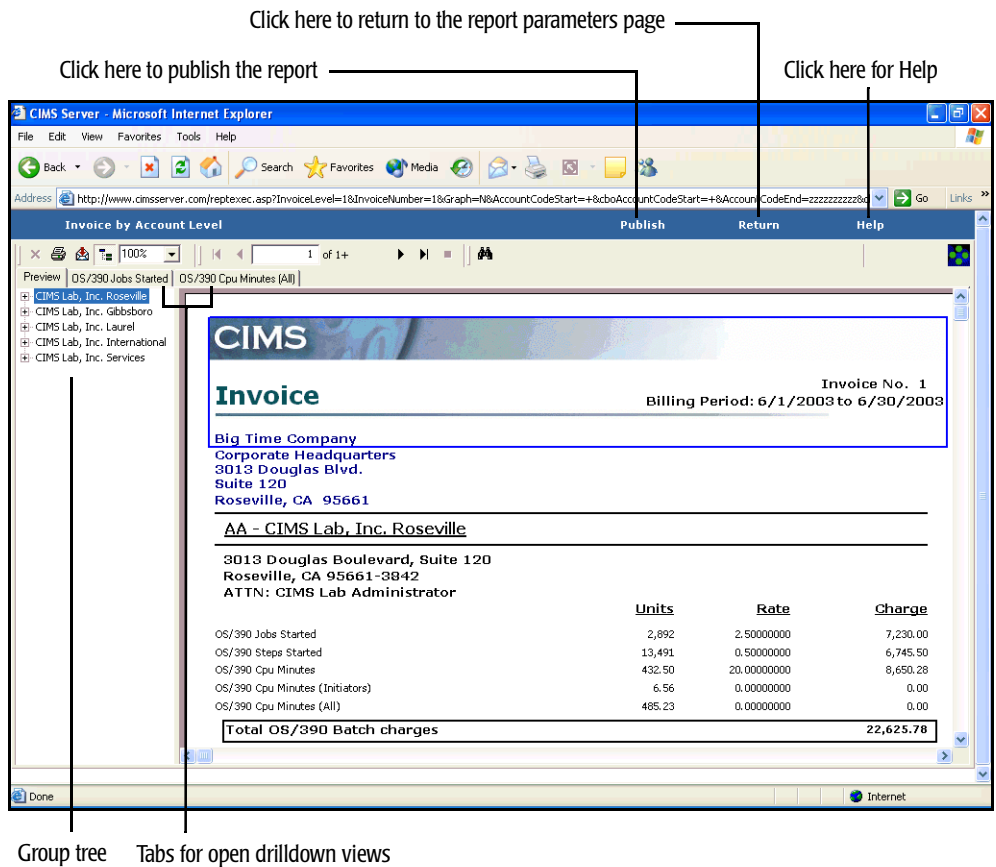 Click here to return to the report parameters page
Click here to publish the report
Click here for Help
CIMS Server - Microsoft Internet Explorer
File Edit View Favorites Tools Help
Back Search Favorites Media
Address http://www.cimsserver.com/reptexec.asp?InvoiceLevel=1&InvoiceNumber=1&Graph=N&AccountCodeStart=+&cboAccountCodeStart=+&AccountCodeEnd=zzzzzzzzz&c Go Links »
Invoice by Account Level Publish Return Help
100% 1 of 1+
Preview OS/390 Jobs Started OS/390 Cpu Minutes (All)
CIMS Lab, Inc. Roseville
CIMS Lab, Inc. Gibbsboro
CIMS Lab, Inc. Laurel
CIMS Lab, Inc. International
CIMS Lab, Inc. Services
CIMS
Invoice
Invoice No. 1
Billing Period: 6/1/2003 to 6/30/2003
Big Time Company
Corporate Headquarters
3013 Douglas Blvd.
Suite 120
Roseville, CA 95661
AA - CIMS Lab, Inc. Roseville
3013 Douglas Boulevard, Suite 120
Roseville, CA 95661-3842
ATTN: CIMS Lab Administrator
Units Rate Charge
OS/390 Jobs Started 2,892 2.50000000 7,230.00
OS/390 Steps Started 13,491 0.50000000 6,745.50
OS/390 Cpu Minutes 432.50 20.00000000 8,650.28
OS/390 Cpu Minutes (Initiators) 6.56 0.00000000 0.00
OS/390 Cpu Minutes (All) 485.23 0.00000000 0.00
Total OS/390 Batch charges 22,625.78
Done Internet
Group tree Tabs for open drilldown views